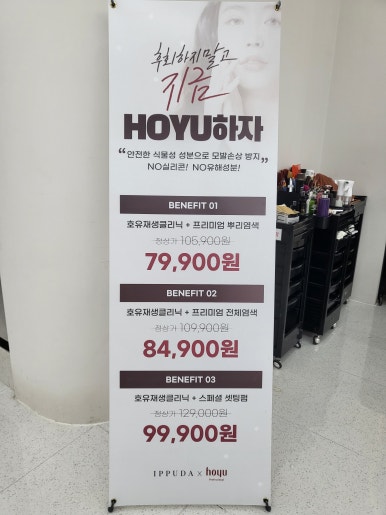 후회하지말고
지금
HOYU하자
"안전한 식물성 성분으로 모발손상 방지
NO실리콘! NO유해성분!"
BENEFIT 01
호유재생클리닉 + 프리미엄 뿌리염색
정상가 105,900원
79,900원
BENEFIT 02
호유재생클리닉 + 프리미엄 전체염색
정상가 109,900원
84,900원
BENEFIT 03
호유재생클리닉 + 스페셜 셋팅펌
정상가 129,000원
99,900원
IPPUDA × hoyu